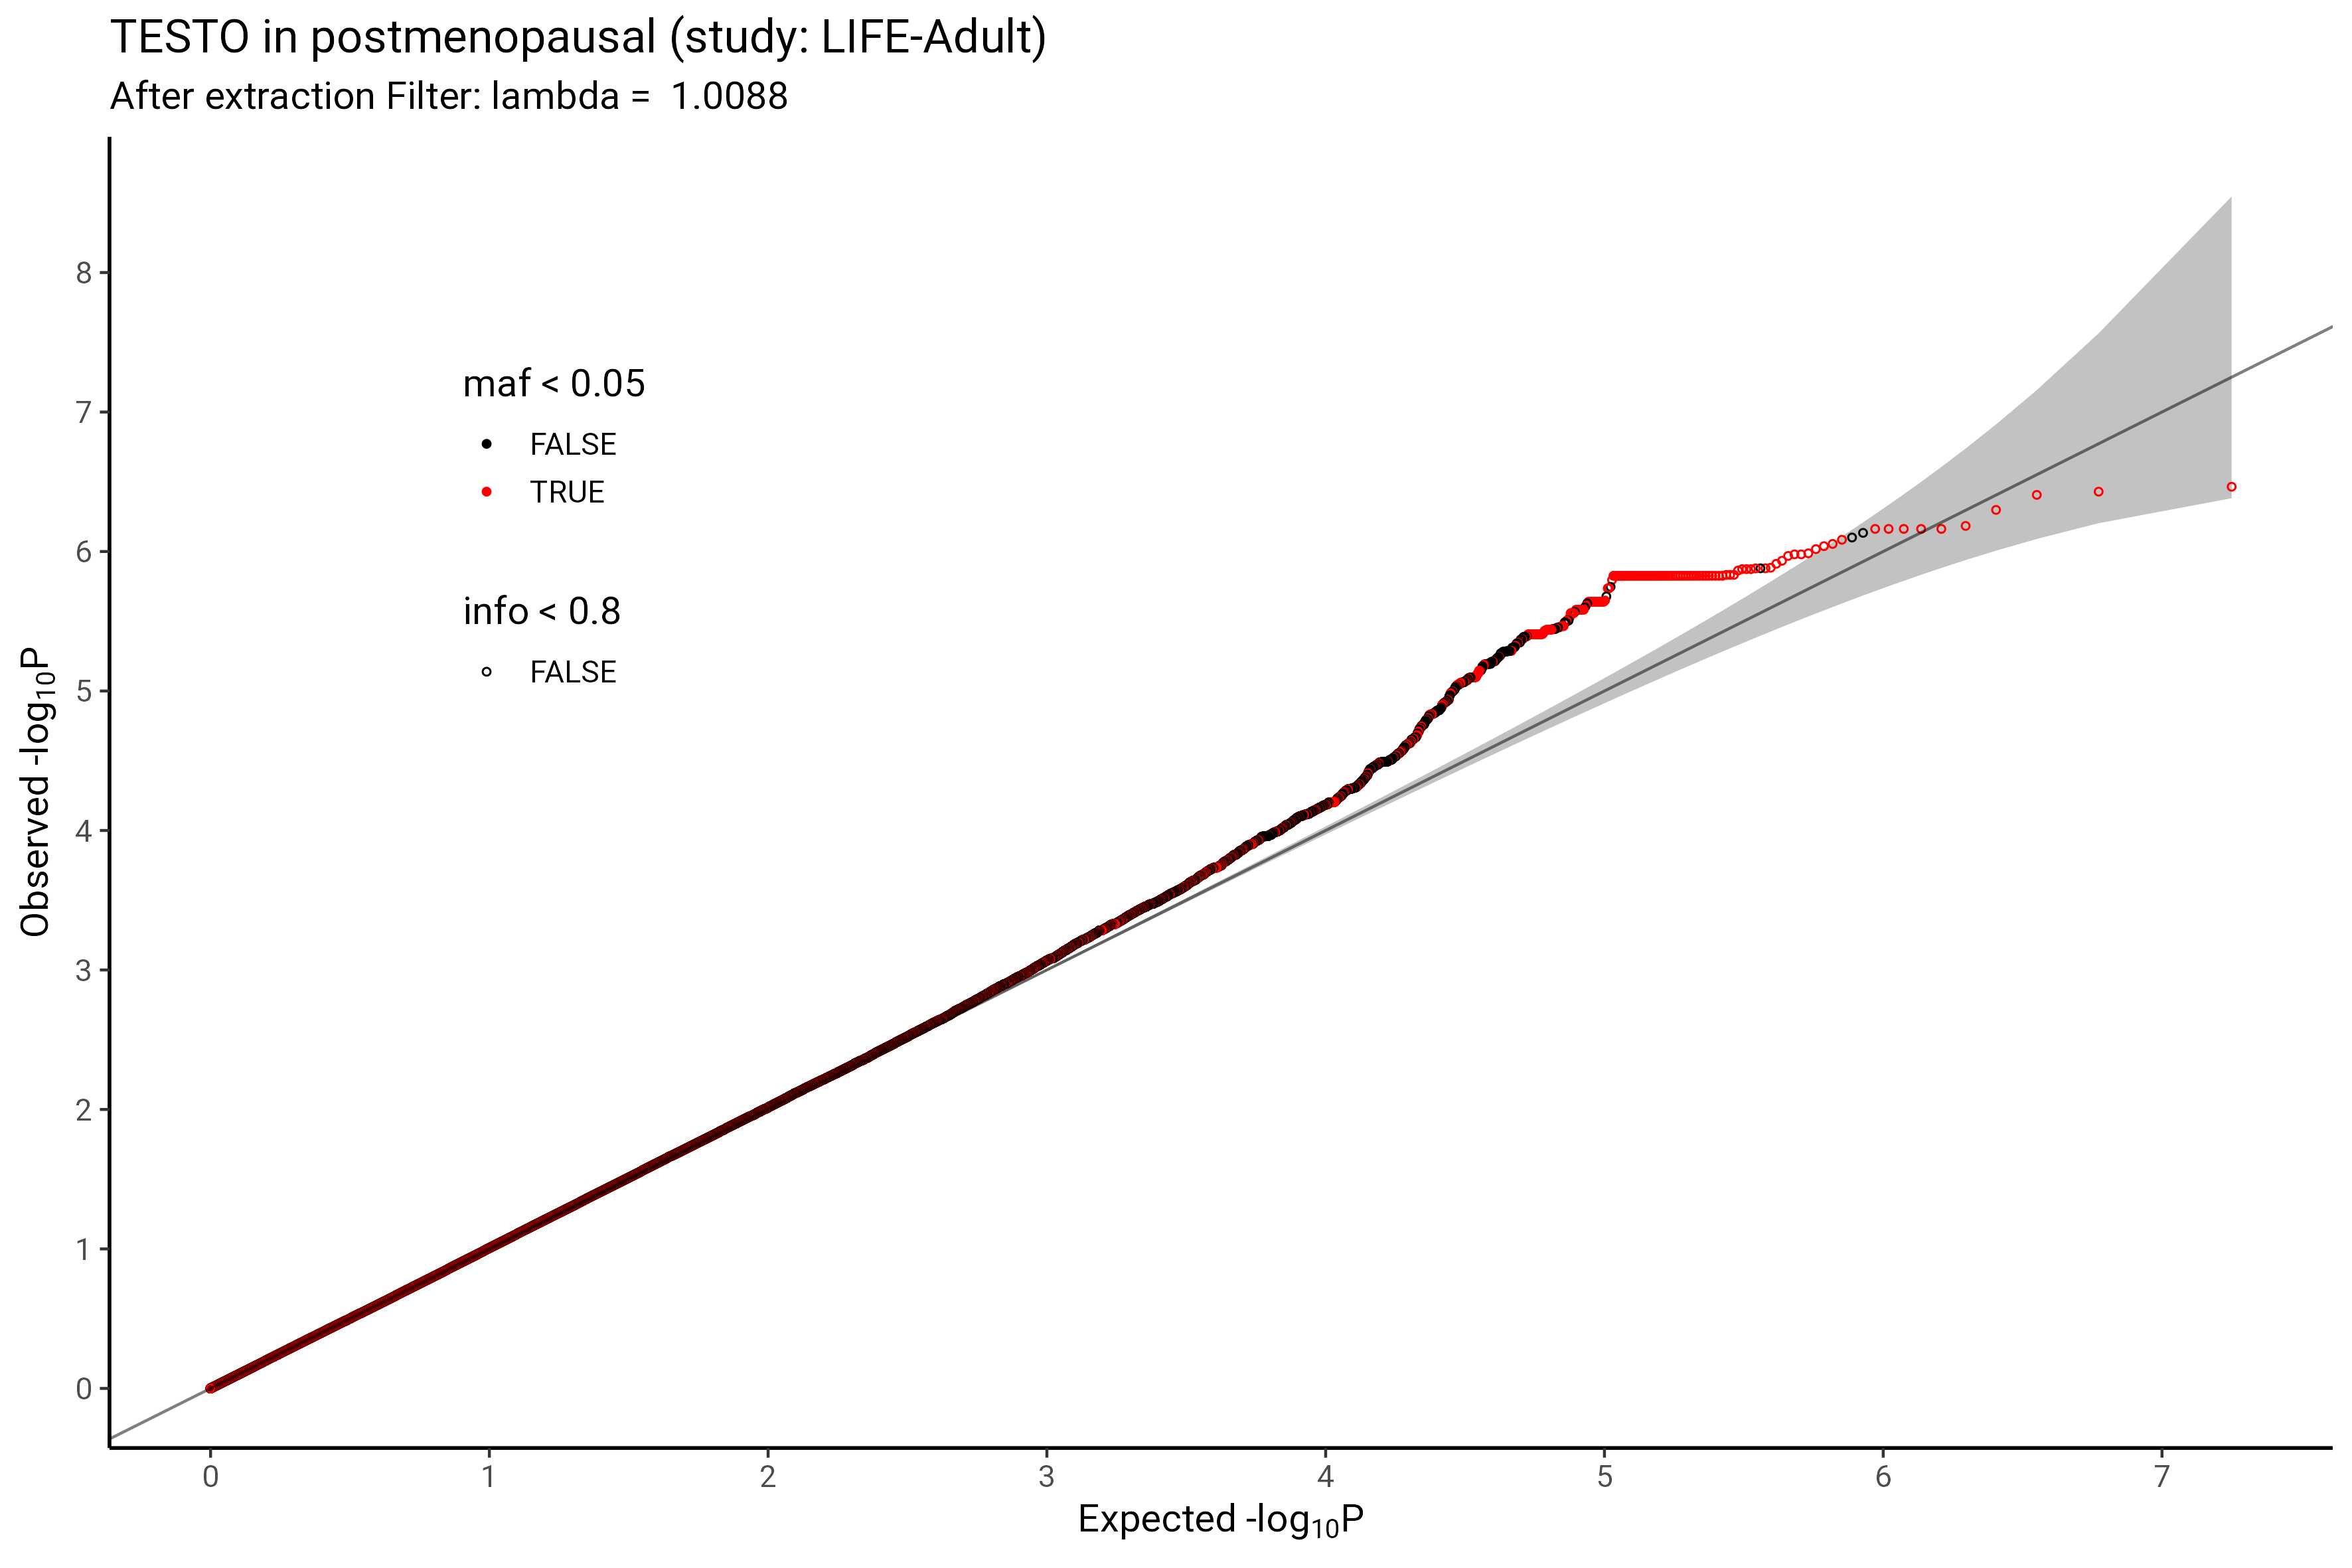 TESTO in postmenopausal (study: LIFE-Adult)
After extraction Filter: lambda =  1.0088
8
7
6
5
4
3
2
1
0
Observed -log10P
maf < 0.05
FALSE
TRUE
info < 0.8
FALSE
0 1 2 3 4 5 6 7
Expected -log10P